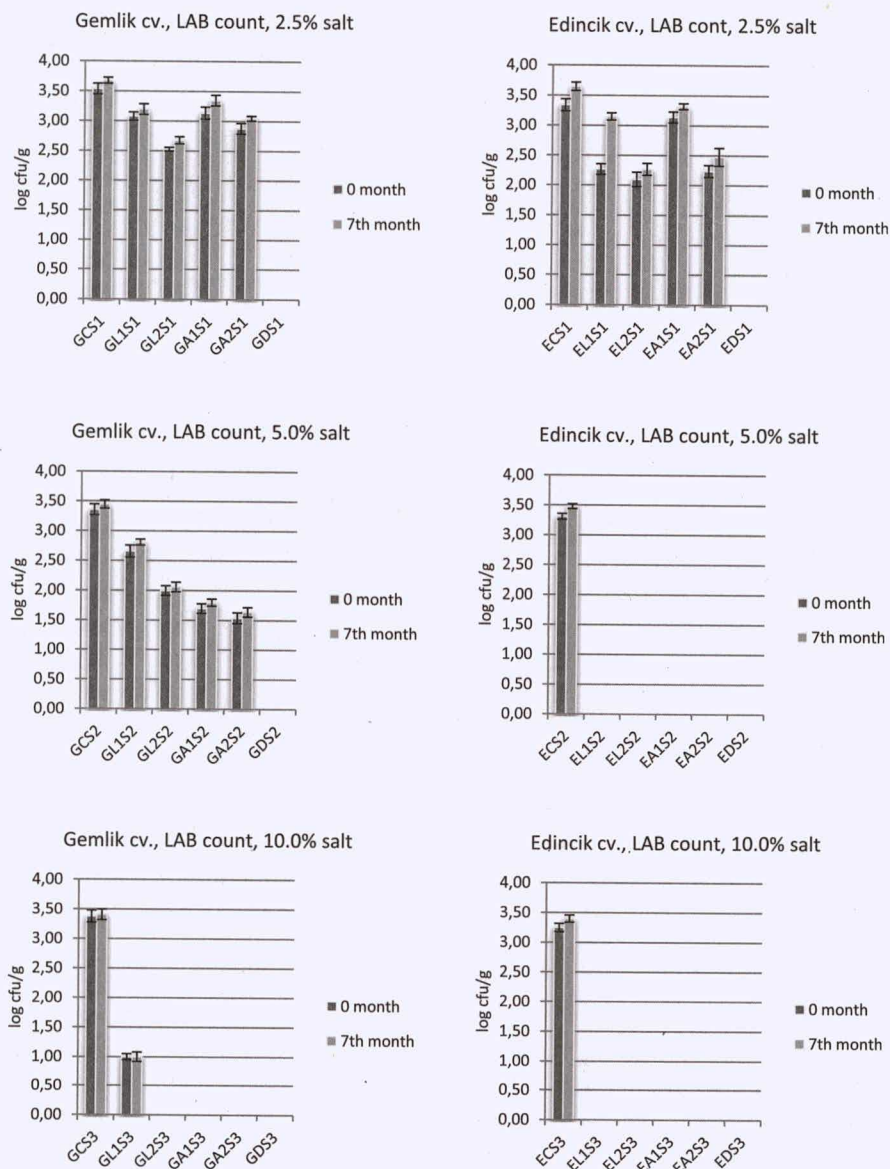 Gemlik cv., LAB count, 2.5% salt
4,00
3,50
3,00
2,50
2,00
1,50
1,00
0,50
0,00
log cfu/g
GCS1
GL1S1
GL2S1
GA1S1
GA2S1
GDS1
0 month
7th month
Edincik cv., LAB cont, 2.5% salt
4,00
3,50
3,00
2,50
2,00
1,50
1,00
0,50
0,00
log cfu/g
ECS1
EL1S1
EL2S1
EA1S1
EA2S1
EDS1
0 month
7th month
Gemlik cv., LAB count, 5.0% salt
4,00
3,50
3,00
2,50
2,00
1,50
1,00
0,50
0,00
log cfu/g
GCS2
GL1S2
GL2S2
GA1S2
GA2S2
GDS2
0 month
7th month
Edincik cv., LAB count, 5.0% salt
4,00
3,50
3,00
2,50
2,00
1,50
1,00
0,50
0,00
log cfu/g
ECS2
EL1S2
EL2S2
EA1S2
EA2S2
EDS2
0 month
7th month
Gemlik cv., LAB count, 10.0% salt
4,00
3,50
3,00
2,50
2,00
1,50
1,00
0,50
0,00
log cfu/g
GCS3
GL1S3
GL2S3
GA1S3
GA2S3
GDS3
0 month
7th month
Edincik cv., LAB count, 10.0% salt
4,00
3,50
3,00
2,50
2,00
1,50
1,00
0,50
0,00
log cfu/g
ECS3
EL1S3
EL2S3
EA1S3
EA2S3
EDS3
0 month
7th month